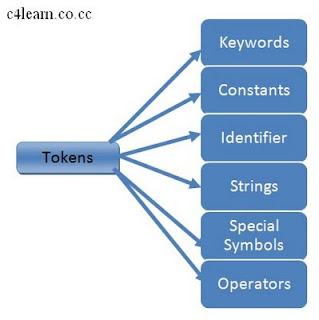 c4learn.co.cc
Keywords
Constants
Identifier
Tokens
Strings
Special
Symbols
Operators